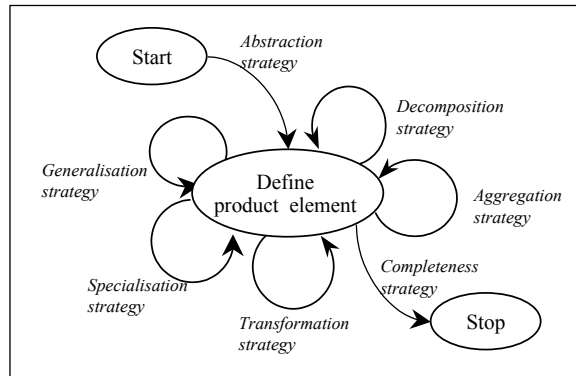 Start
Abstraction
strategy
Decomposition
strategy
Generalisation
strategy
Define
product element
Aggregation
strategy
Specialisation
strategy
Transformation
strategy
Completeness
strategy
Stop